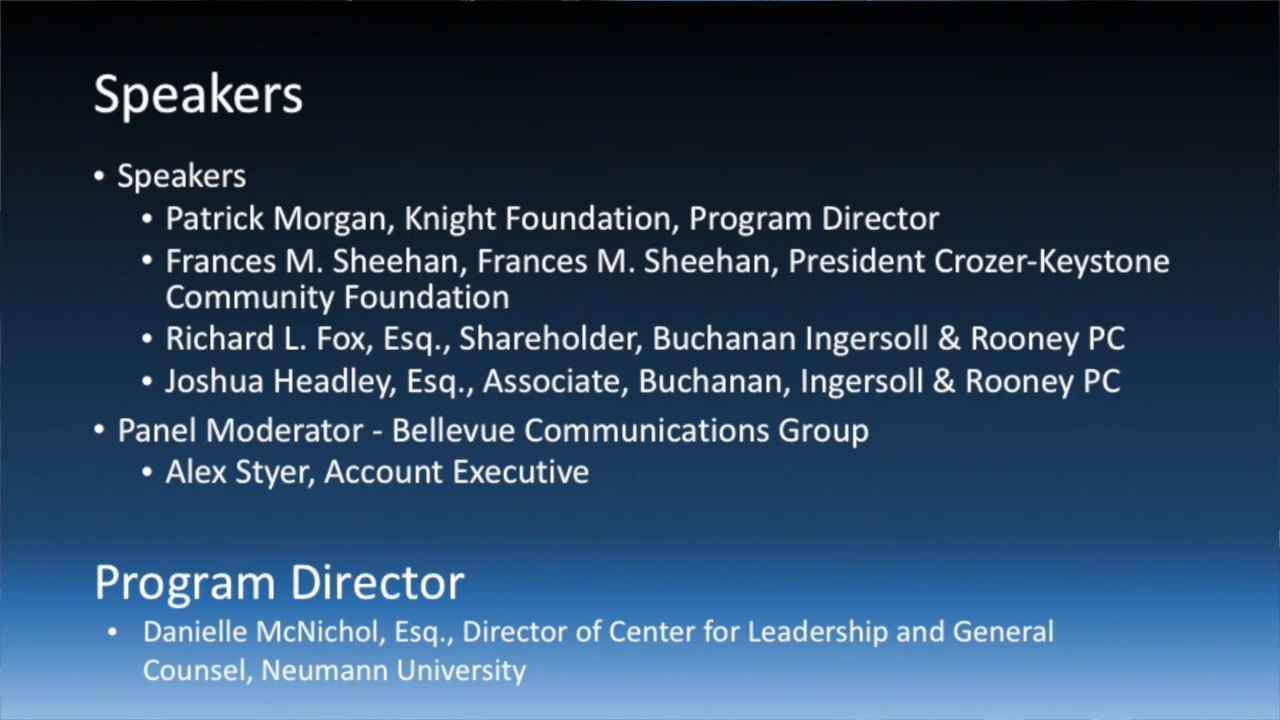 Speakers
• Speakers
• Patrick Morgan, Knight Foundation, Program Director
• Frances M. Sheehan, Frances M. Sheehan, President Crozer-Keystone
Community Foundation
• Richard L. Fox, Esq., Shareholder, Buchanan Ingersoll & Rooney PC
• Joshua Headley, Esq., Associate, Buchanan, Ingersoll & Rooney PC
• Panel Moderator - Bellevue Communications Group
• Alex Styer, Account Executive
Program Director
• Danielle McNichol, Esq., Director of Center for Leadership and General
Counsel, Neumann University